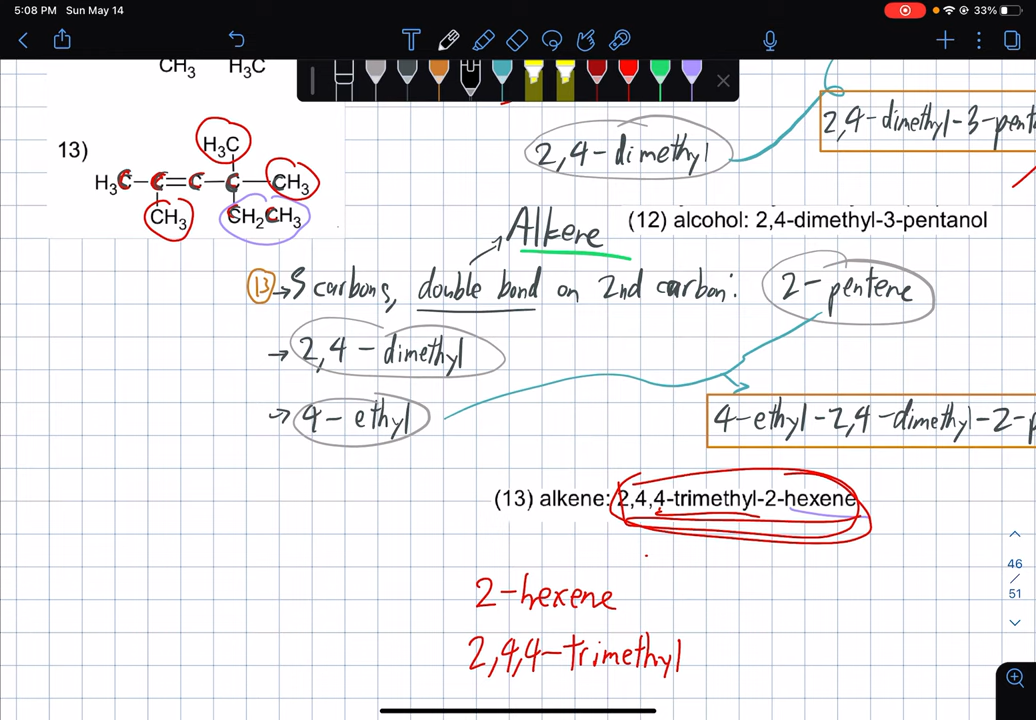 5:08 PM Sun May 14
33%
CH3 H3C
2,4-dimethyl-3-pent
2,4-dimethyl
13)
H3C
H3C-C=C-C-CH3
CH3 CH2CH3
Alkene
(12) alcohol: 2,4-dimethyl-3-pentanol
13 → 5 carbons, double bond on 2nd carbon: 2-pentene
→ 2,4-dimethyl
→ 4-ethyl
4-ethyl-2,4-dimethyl-2-p
(13) alkene: 2,4,4-trimethyl-2-hexene
46
/
51
2-hexene
2,4,4-trimethyl